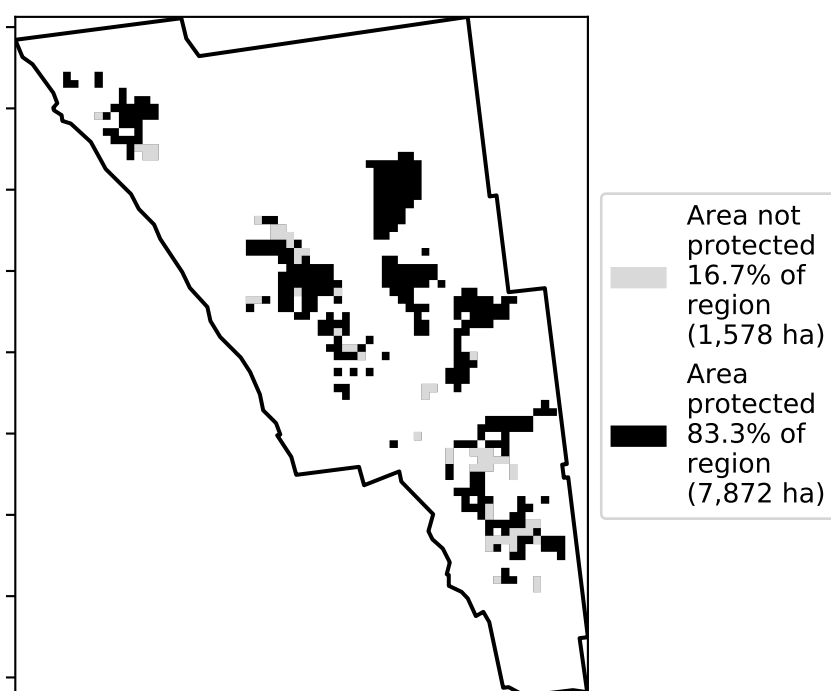 Area not
protected
16.7% of
region
(1,578 ha)
Area
protected
83.3% of
region
(7,872 ha)